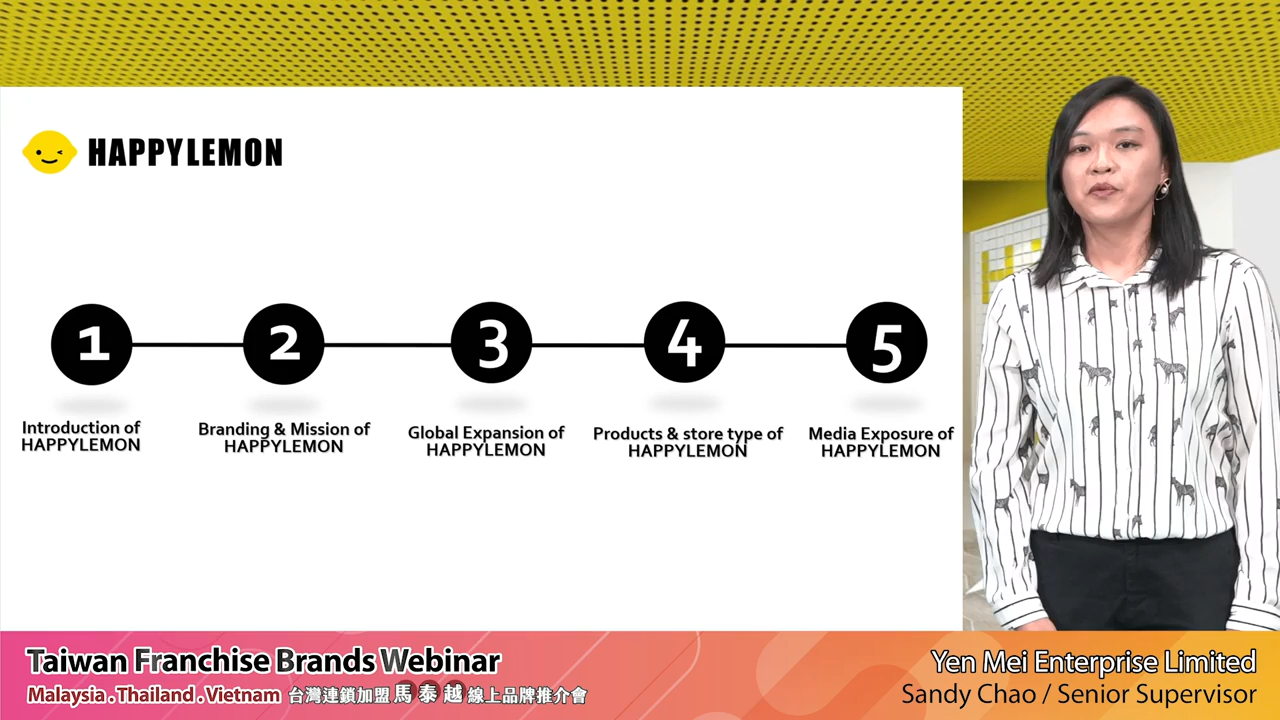 HAPPYLEMON
1
2
3
4
5
Introduction of
HAPPYLEMON
Branding & Mission of
HAPPYLEMON
Global Expansion of
HAPPYLEMON
Products & store type of
HAPPYLEMON
Media Exposure of
HAPPYLEMON
Taiwan Franchise Brands Webinar
Malaysia . Thailand . Vietnam 台灣連鎖加盟 馬 泰 越 線上品牌推介會
Yen Mei Enterprise Limited
Sandy Chao / Senior Supervisor